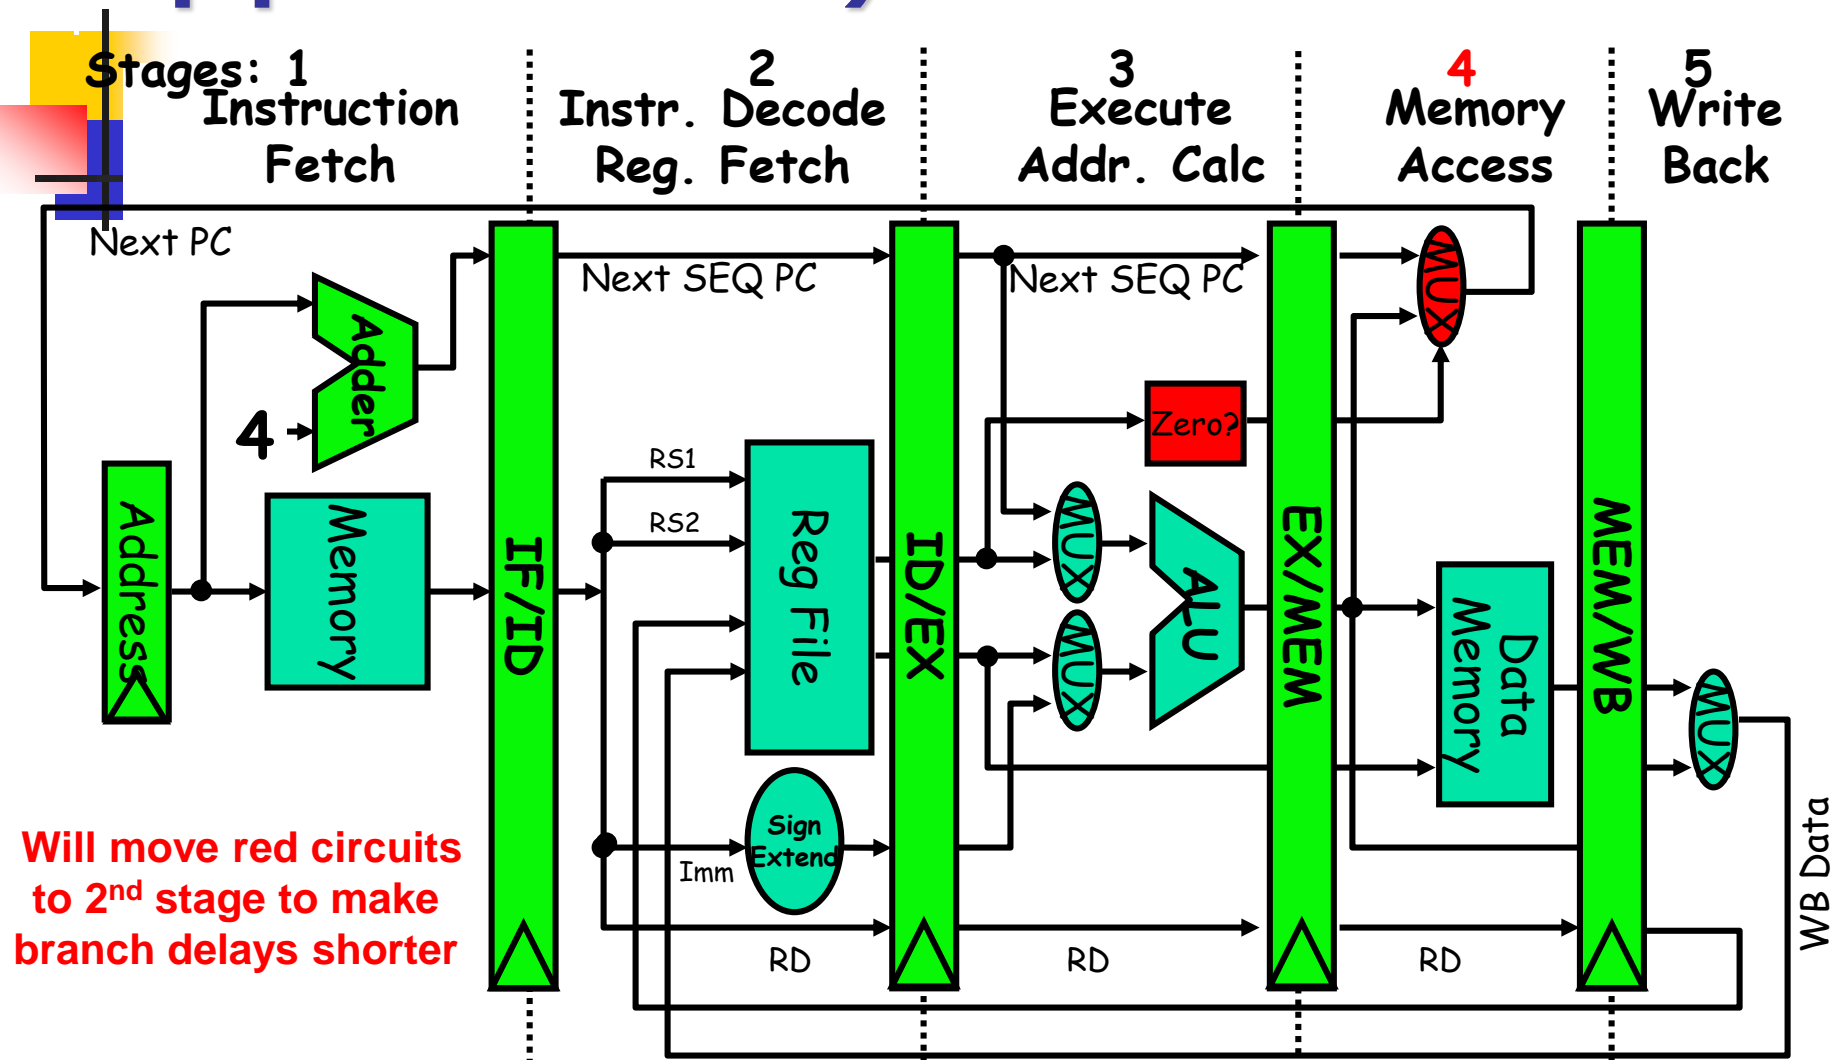 Stages: 1
2
3
4
5
Instruction
Fetch
Instr. Decode
Reg. Fetch
Execute
Addr. Calc
Memory
Access
Write
Back
Next PC
Next SEQ PC
Next SEQ PC
MUX
Adder
4
Zero?
RS1
RS2
Address
Memory
IF/ID
Reg File
ID/EX
MUX
MUX
ALU
EX/MEM
Data
Memory
MEM/WB
MUX
Sign
Extend
Imm
RD
RD
RD
WB Data
Will move red circuits
to 2nd stage to make
branch delays shorter